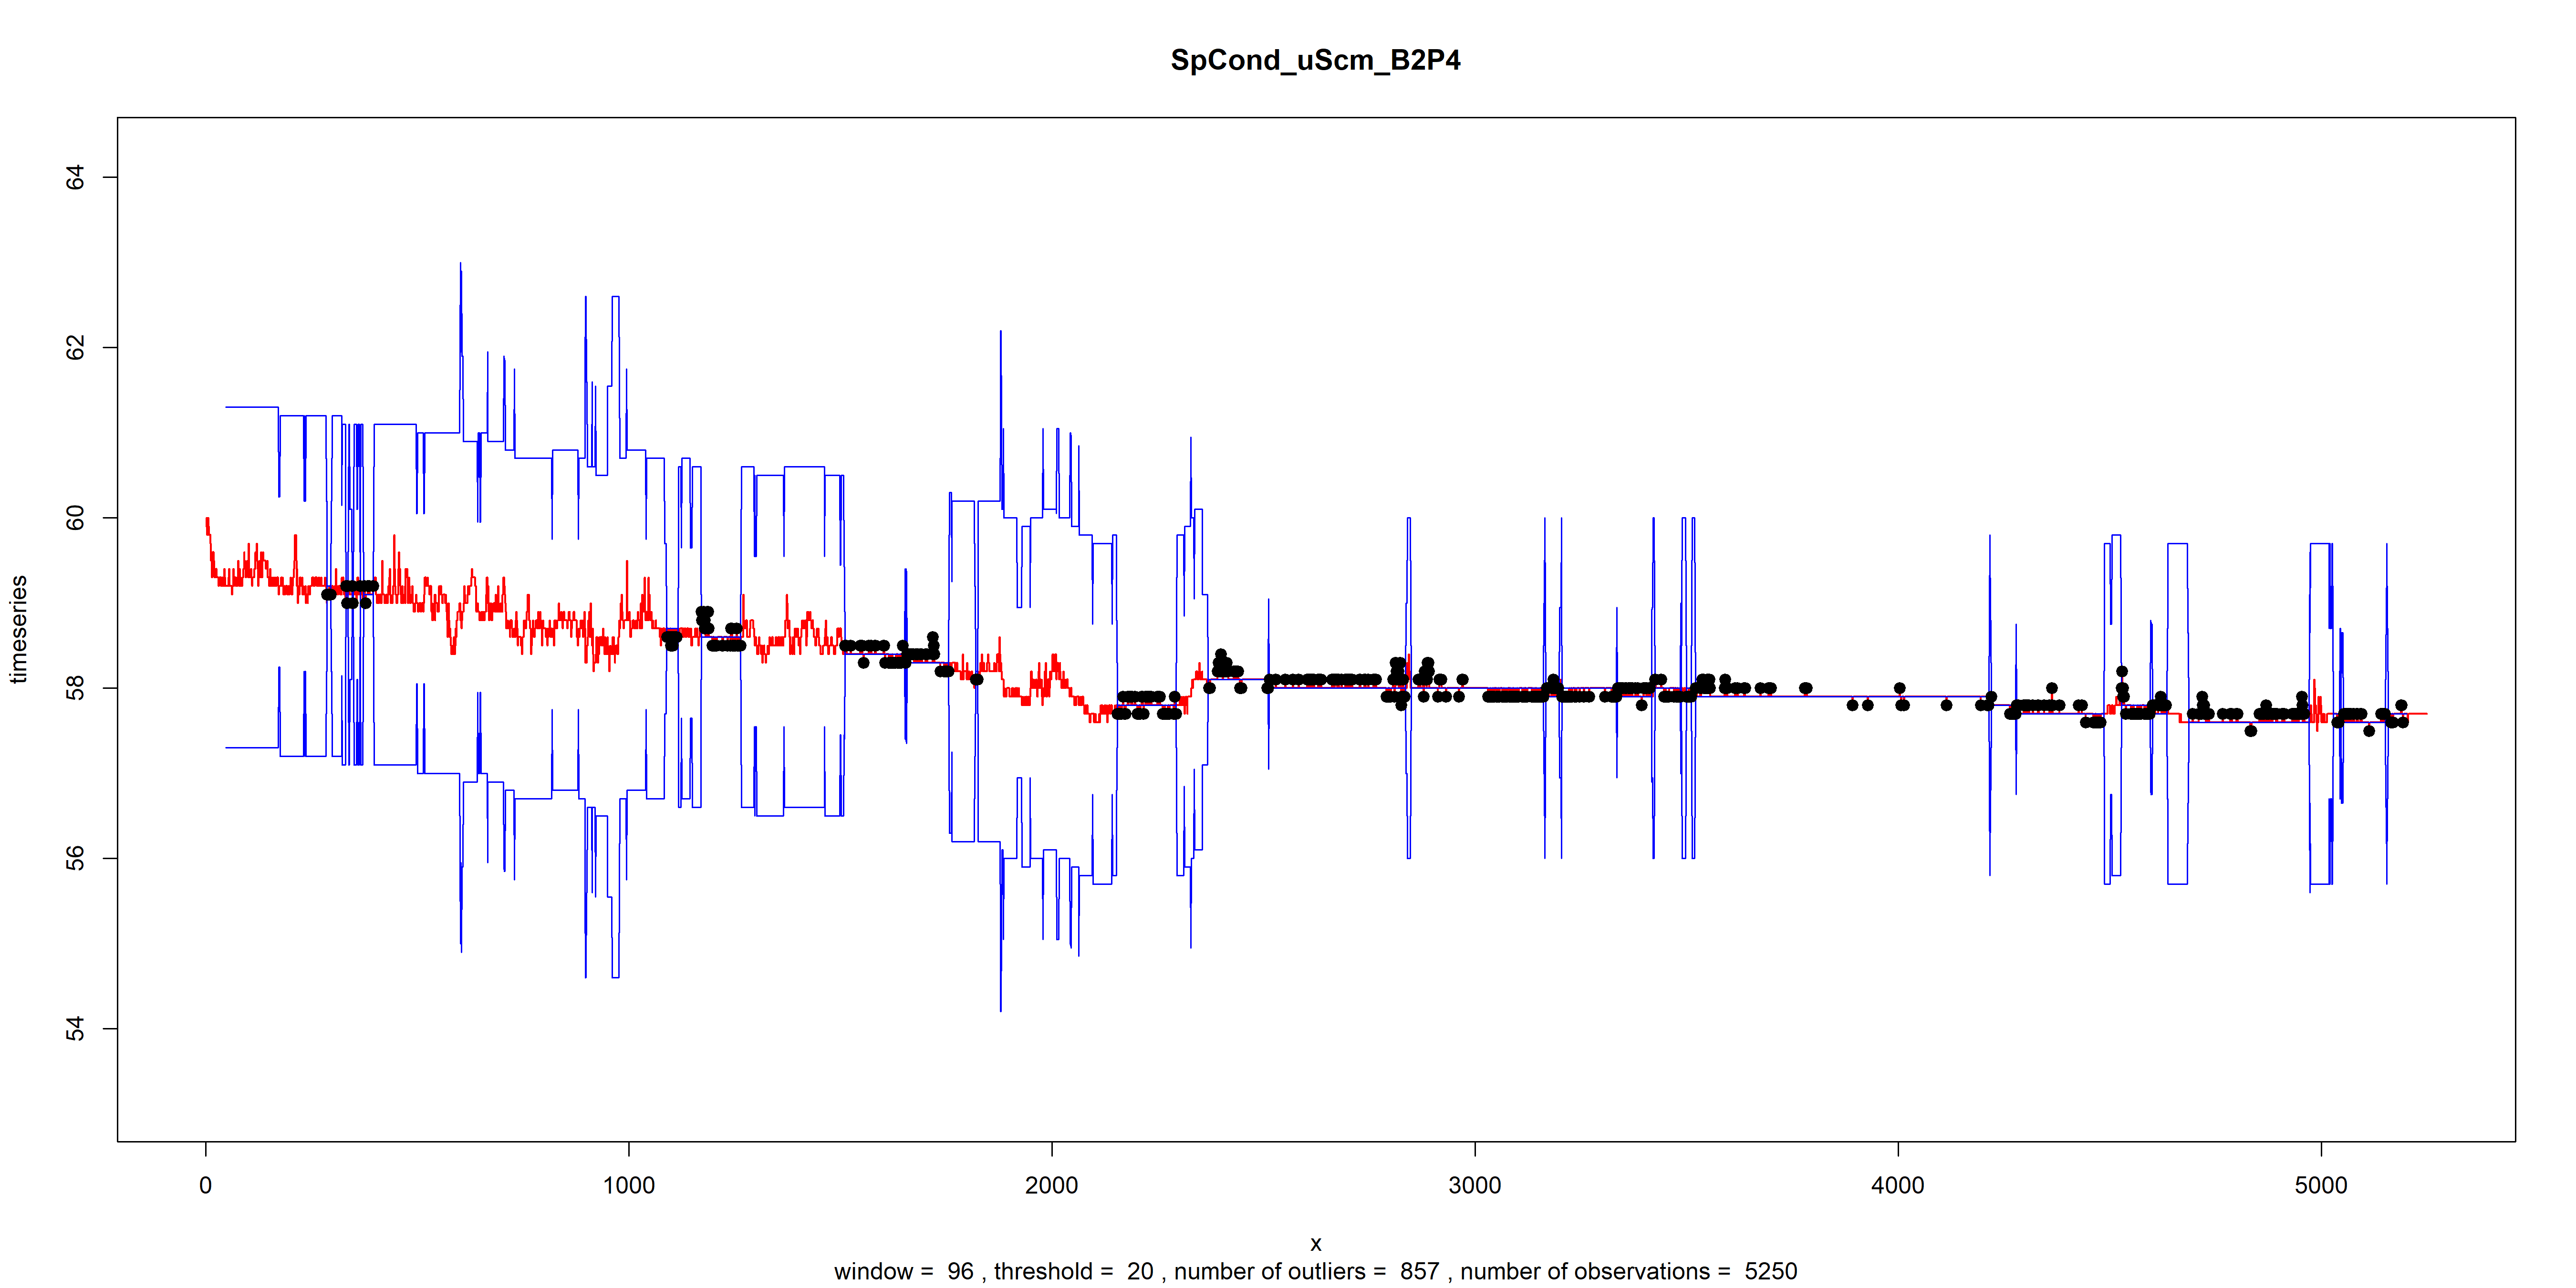 SpCond_uScm_B2P4
timeseries
64
62
60
58
56
54
0 1000 2000 3000 4000 5000
x
window = 96 , threshold = 20 , number of outliers = 857 , number of observations = 5250